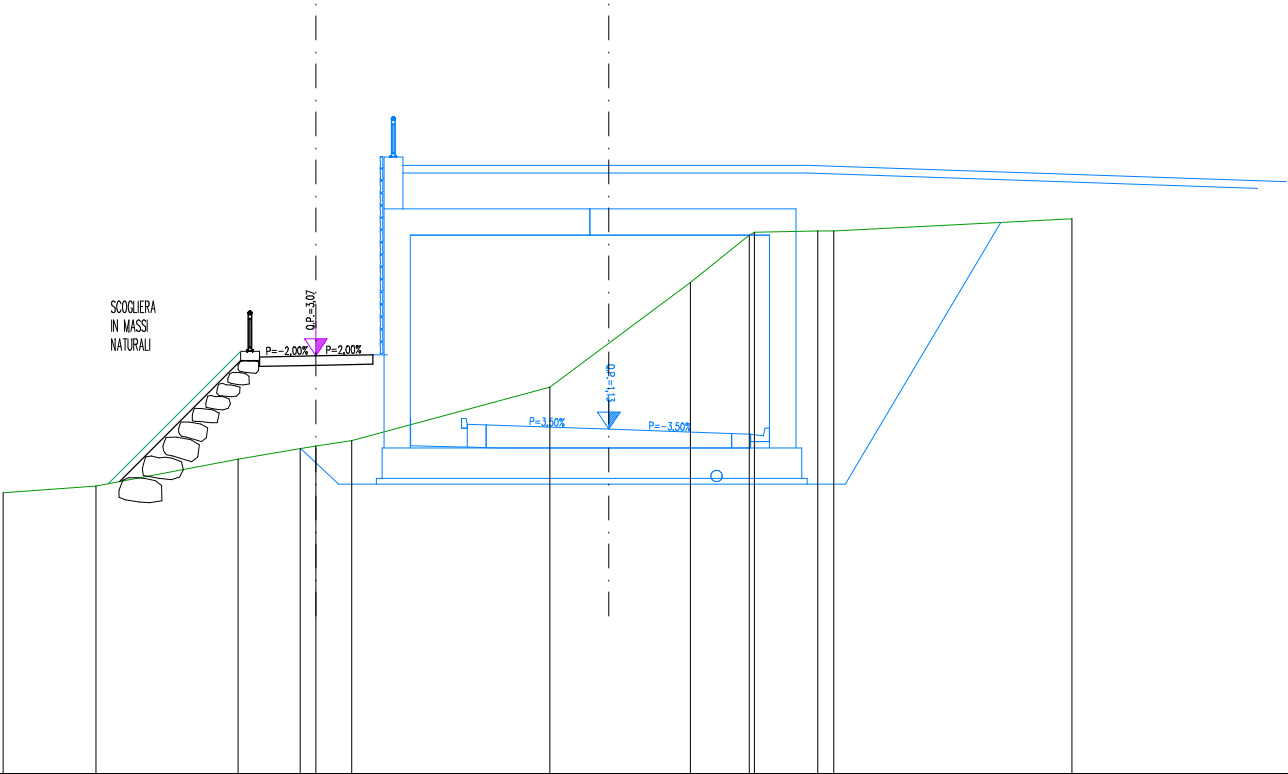 SCOGLIERA
IN MASSI
NATURALI
Q.P.=3,07
P=-2,00%
P=2,00%
Q.P.=1,13
P=3,50%
P=-3,50%